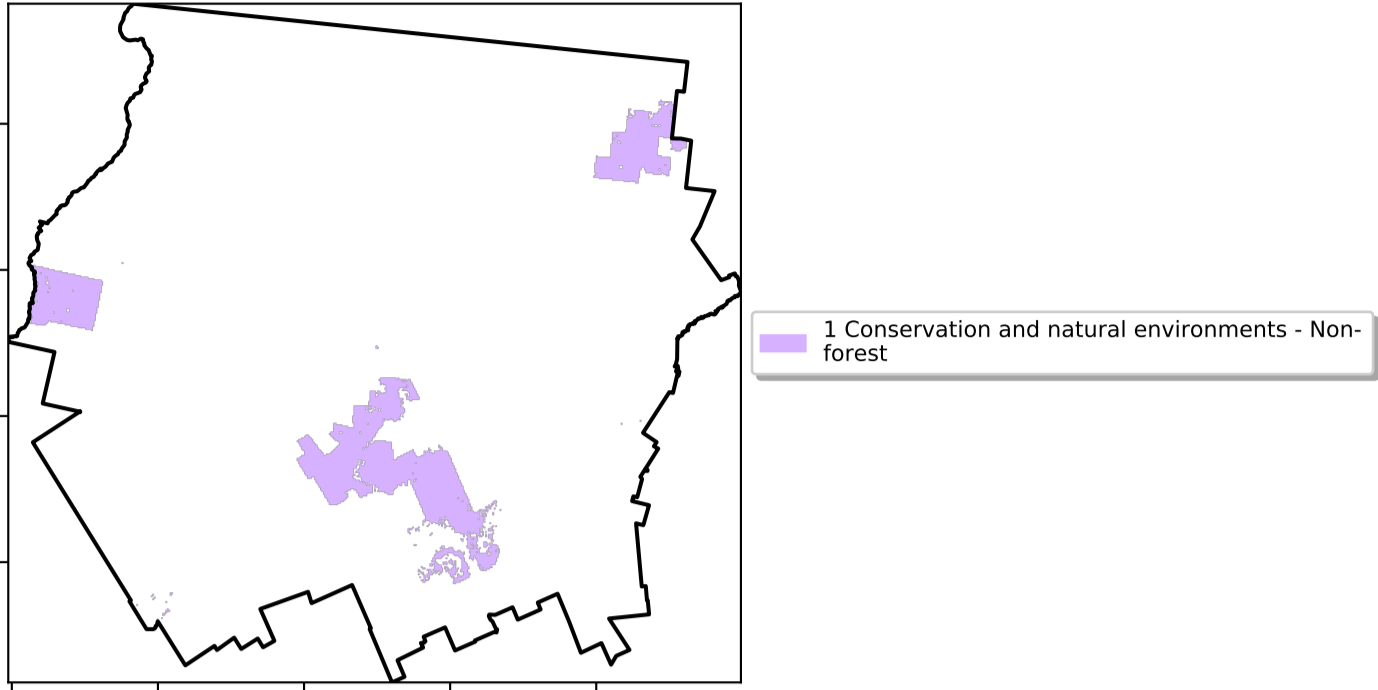 1 Conservation and natural environments - Non-
forest